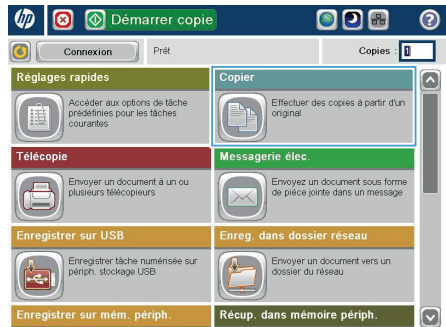 hp
Démarrer copie
?
Connexion
Prêt
Copies : 1
Réglages rapides
Accéder aux options de tâche
prédéfinies pour les tâches
courantes
Copier
Effectuer des copies à partir d'un
original
Télécopie
Envoyer un document à un ou
plusieurs télécopieurs
Messagerie élec.
Envoyez un document sous forme
de pièce jointe dans un message
Enregistrer sur USB
Enregistrer tâche numérisée sur
périph. stockage USB
Enreg. dans dossier réseau
Envoyer un document vers un
dossier du réseau
Enregistrer sur mém. périph.
Récup. dans mémoire périph.